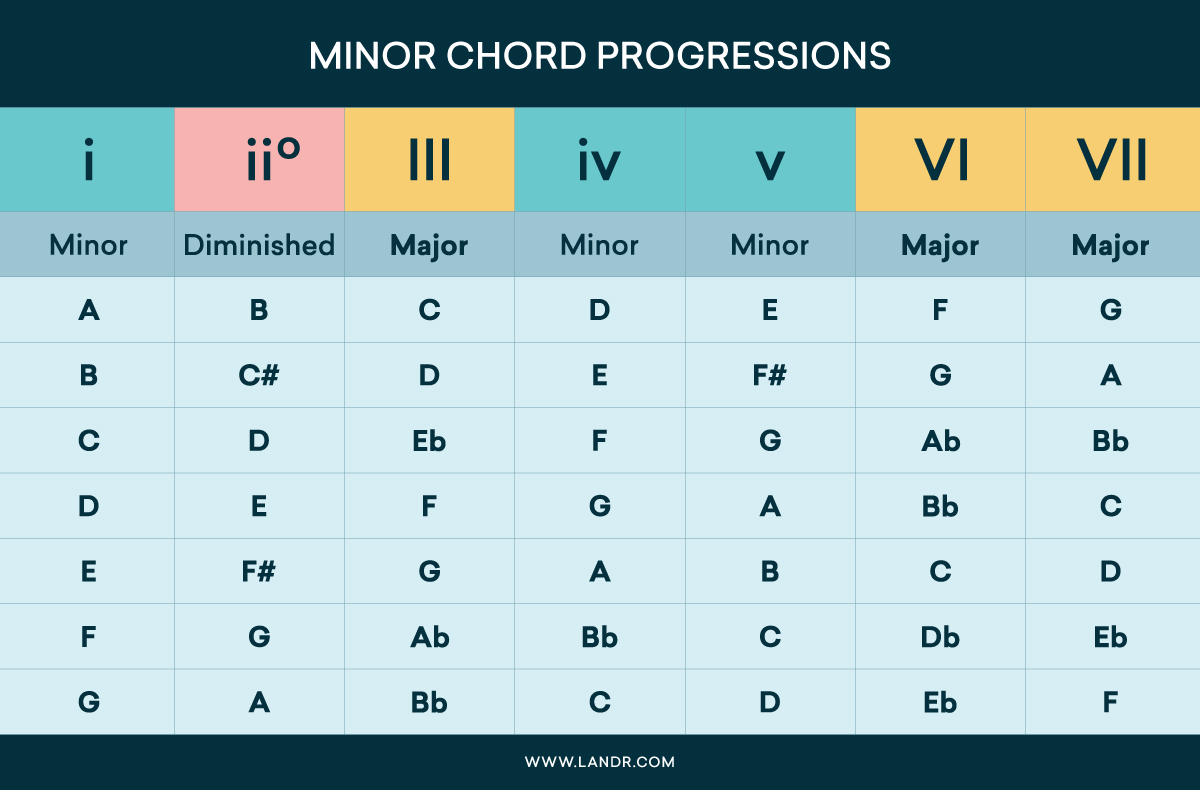 MINOR CHORD PROGRESSIONS
i iiº III iv v VI VII
Minor Diminished Major Minor Minor Major Major
A B C D E F G
B C# D E F# G A
C D Eb F G Ab Bb
D E F G A Bb C
E F# G A B C D
F G Ab Bb C Db Eb
G A Bb C D Eb F
WWW.LANDR.COM